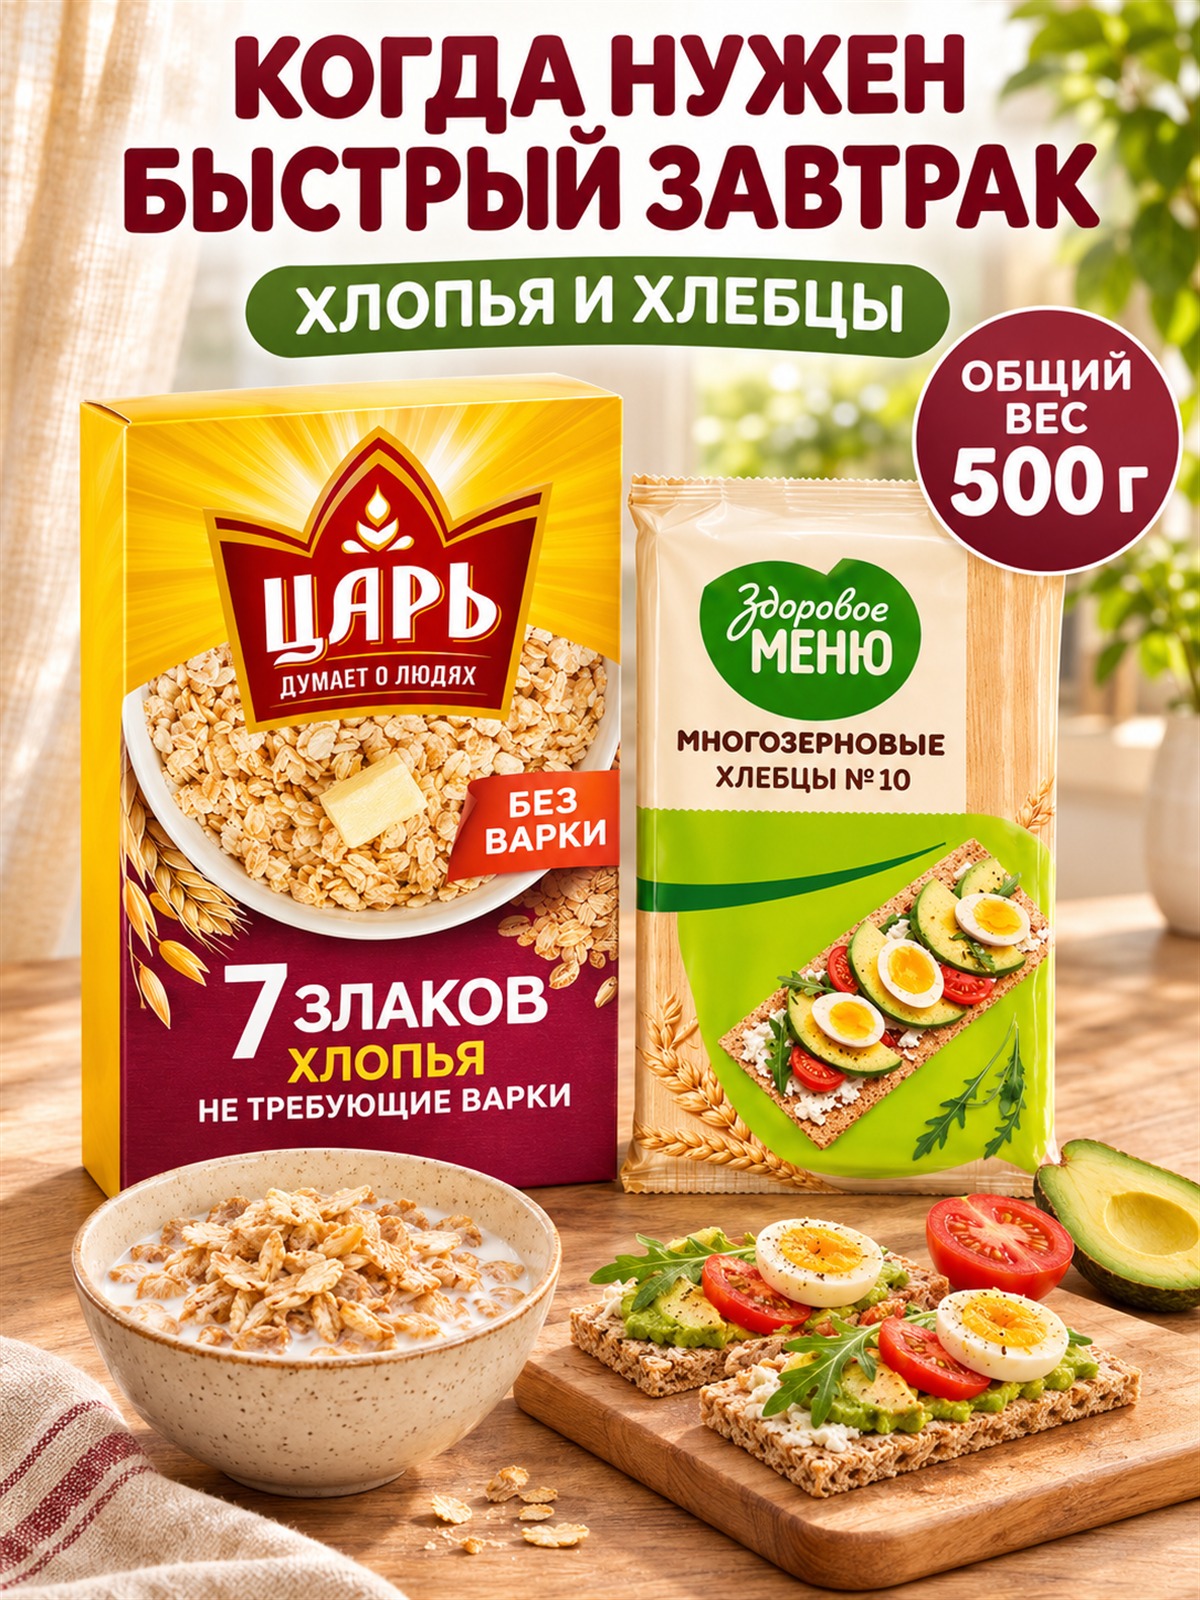 КОГДА НУЖЕН
БЫСТРЫЙ ЗАВТРАК
ХЛОПЬЯ И ХЛЕБЦЫ
ОБЩИЙ
ВЕС
500 г
ЦАРЬ
ДУМАЕТ О ЛЮДЯХ
БЕЗ
ВАРКИ
7 ЗЛАКОВ
ХЛОПЬЯ
НЕ ТРЕБУЮЩИЕ ВАРКИ
Здоровое
МЕНЮ
МНОГОЗЕРНОВЫЕ
ХЛЕБЦЫ № 10